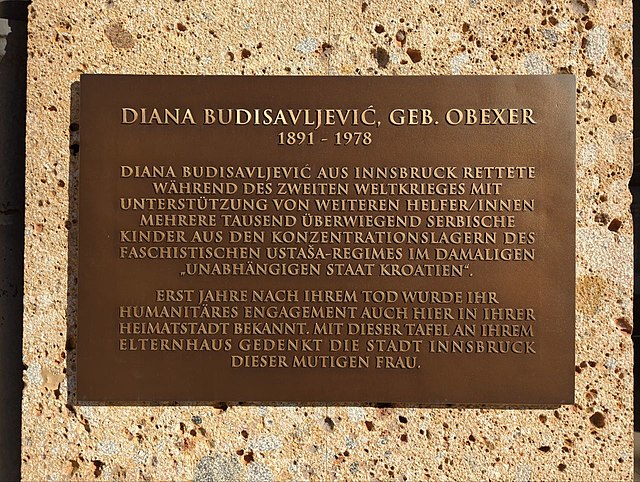 DIANA BUDISAVLJEVIĆ, GEB. OBEXER
1891 - 1978
DIANA BUDISAVLJEVIĆ AUS INNSBRUCK RETTETE
WÄHREND DES ZWEITEN WELTKRIEGES MIT
UNTERSTÜTZUNG VON WEITEREN HELFER/INNEN
MEHRERE TAUSEND ÜBERWIEGEND SERBISCHE
KINDER AUS DEN KONZENTRATIONSLAGERN DES
FASCHISTISCHEN USTAŠA-REGIMES IM DAMALIGEN
„UNABHÄNGIGEN STAAT KROATIEN“.
ERST JAHRE NACH IHREM TOD WURDE IHR
HUMANITÄRES ENGAGEMENT AUCH HIER IN IHRER
HEIMATSTADT BEKANNT. MIT DIESER TAFEL AN IHREM
ELTERNHAUS GEDENKT DIE STADT INNSBRUCK
DIESER MUTIGEN FRAU.